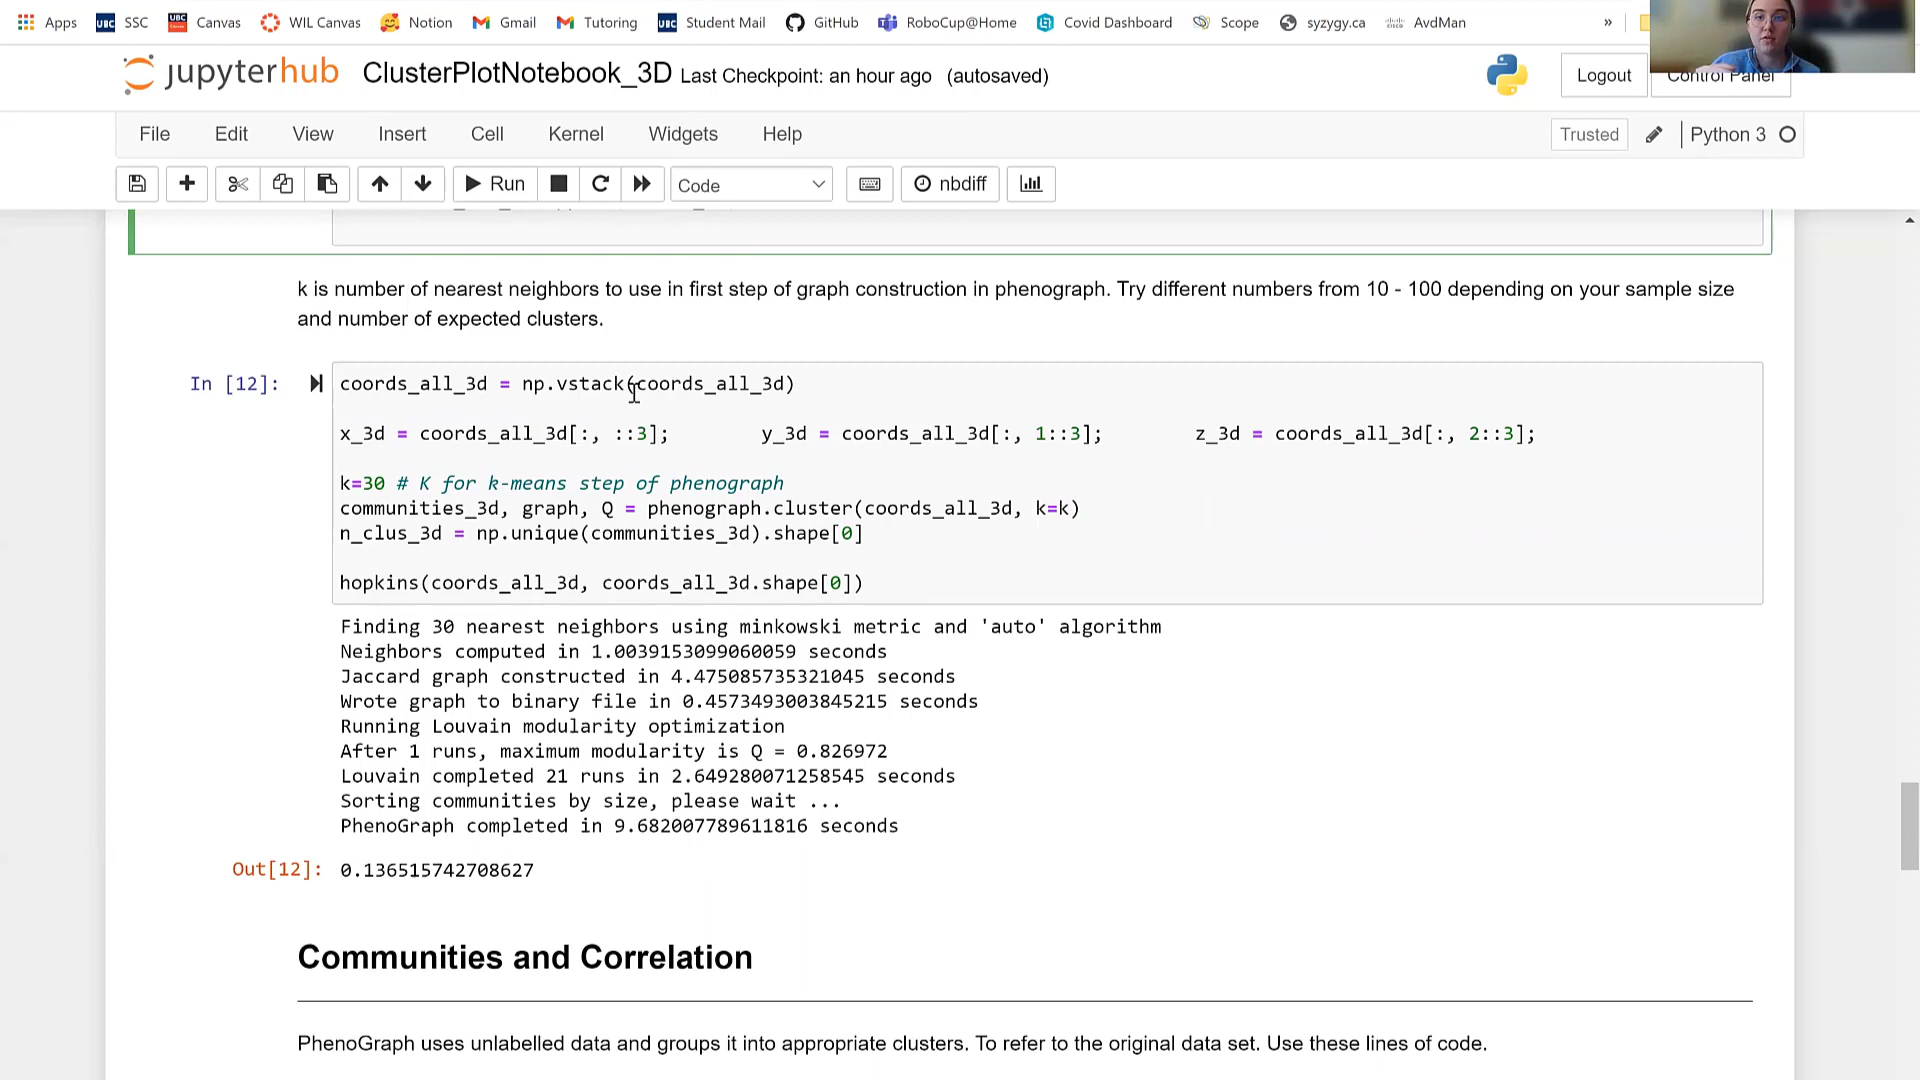 Apps SSC Canvas WIL Canvas Notion Gmail Tutoring Student Mail GitHub RoboCup@Home Covid Dashboard Scope syzygy.ca AvdMan »
jupyterhub ClusterPlotNotebook_3D Last Checkpoint: an hour ago (autosaved) Logout Control Panel
File Edit View Insert Cell Kernel Widgets Help Trusted Python 3
Run Code nbdiff
k is number of nearest neighbors to use in first step of graph construction in phenograph. Try different numbers from 10 - 100 depending on your sample size
and number of expected clusters.
In [12]: coords_all_3d = np.vstack(coords_all_3d)
x_3d = coords_all_3d[:, ::3]; y_3d = coords_all_3d[:, 1::3]; z_3d = coords_all_3d[:, 2::3];
k=30 # K for k-means step of phenograph
communities_3d, graph, Q = phenograph.cluster(coords_all_3d, k=k)
n_clus_3d = np.unique(communities_3d).shape[0]
hopkins(coords_all_3d, coords_all_3d.shape[0])
Finding 30 nearest neighbors using minkowski metric and 'auto' algorithm
Neighbors computed in 1.0039153099060059 seconds
Jaccard graph constructed in 4.475085735321045 seconds
Wrote graph to binary file in 0.4573493003845215 seconds
Running Louvain modularity optimization
After 1 runs, maximum modularity is Q = 0.826972
Louvain completed 21 runs in 2.649280071258545 seconds
Sorting communities by size, please wait ...
PhenoGraph completed in 9.682007789611816 seconds
Out[12]: 0.136515742708627
Communities and Correlation
PhenoGraph uses unlabelled data and groups it into appropriate clusters. To refer to the original data set. Use these lines of code.